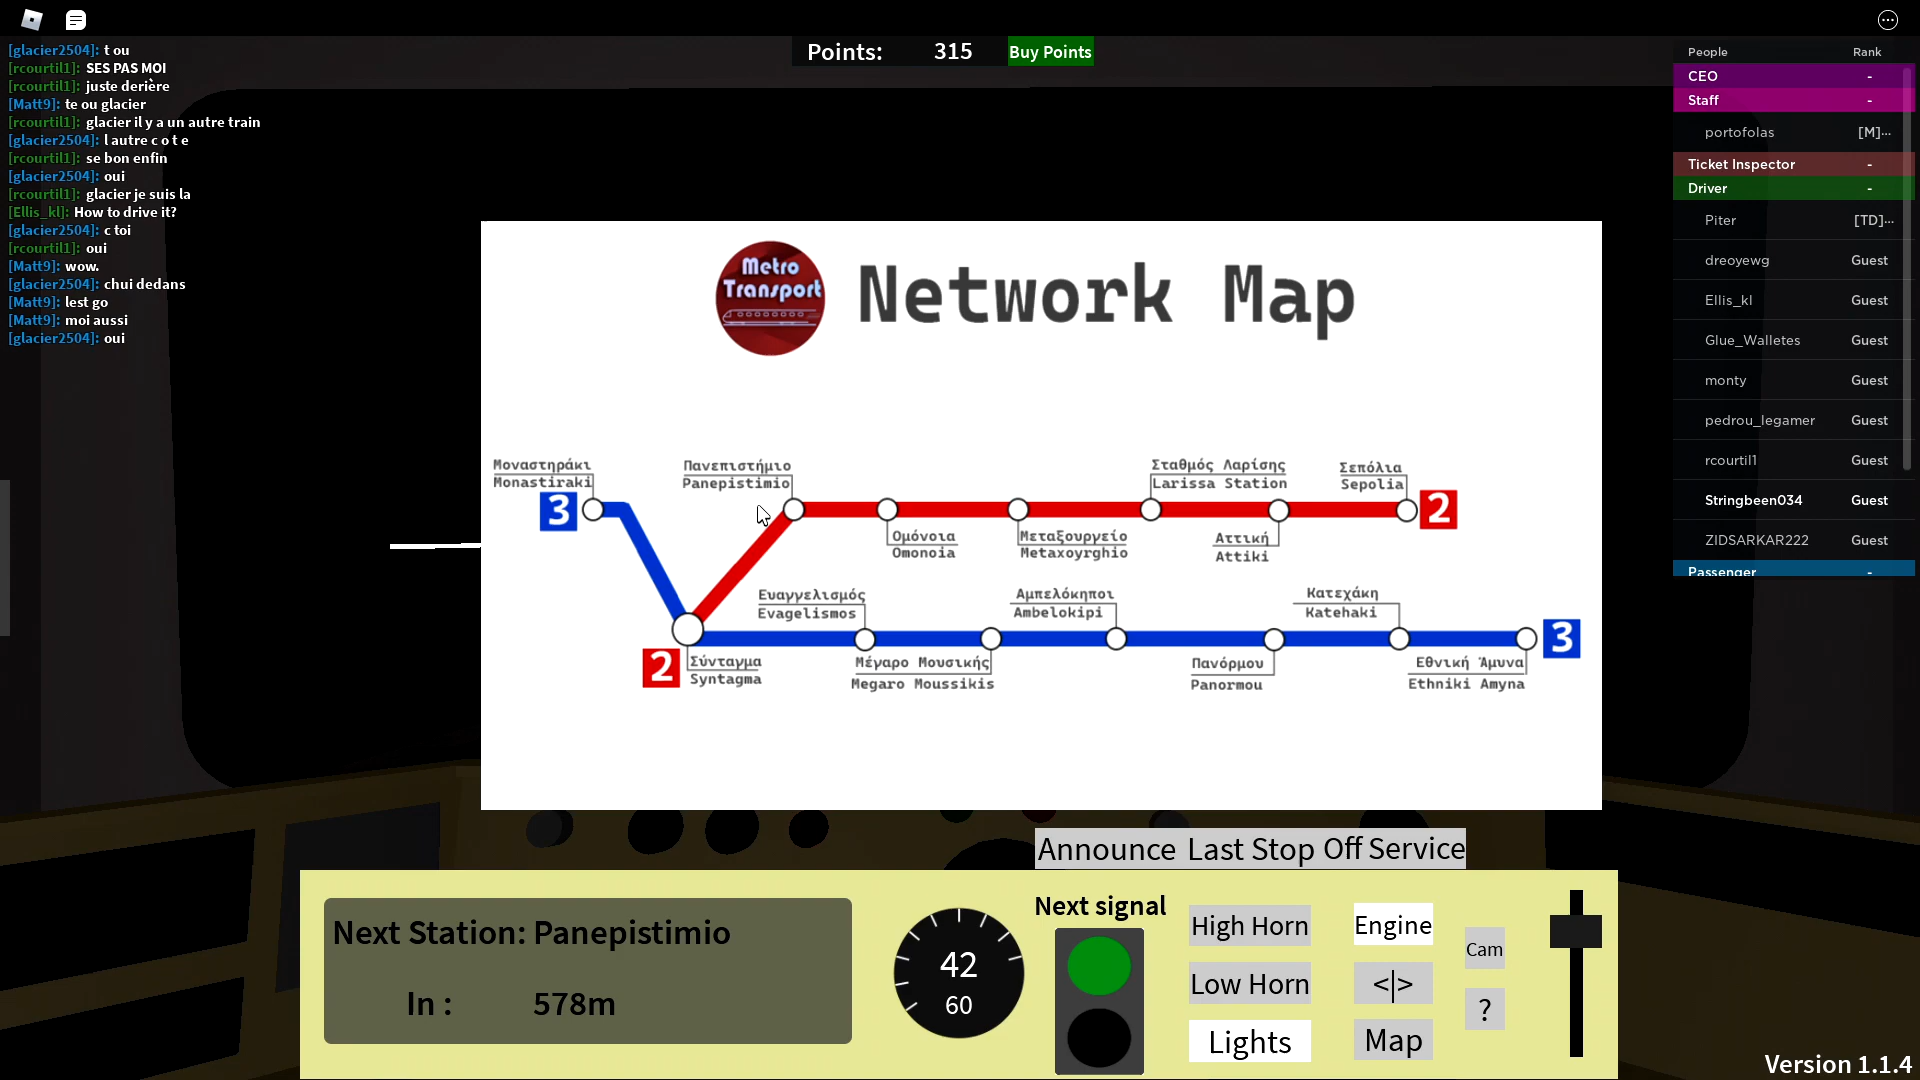 [glacier2504]: t ou
[rcourtil1]: SES PAS MOI
[rcourtil1]: juste derière
[Matt9]: te ou glacier
[rcourtil1]: glacier il y a un autre train
[glacier2504]: l autre c o t e
[rcourtil1]: se bon enfin
[glacier2504]: oui
[rcourtil1]: glacier je suis la
[Ellis_kl]: How to drive it?
[glacier2504]: c toi
[rcourtil1]: oui
[Matt9]: wow.
[glacier2504]: chui dedans
[Matt9]: lest go
[Matt9]: moi aussi
[glacier2504]: oui
Points: 315 Buy Points
People Rank
CEO -
Staff -
portofolas [M]...
Ticket Inspector -
Driver -
Piter [TD]...
dreoyewg Guest
Ellis_kl Guest
Glue_Walletes Guest
monty Guest
pedrou_legamer Guest
rcourtil1 Guest
Stringbeen034 Guest
ZIDSARKAR222 Guest
Passenger -
Metro
Transport
Network Map
Μοναστηράκι
Monastiraki
3
Πανεπιστήμιο
Panepistimio
Ομόνοια
Omonoia
Μεταξουργείο
Metaxoyrghio
Σταθμός Λαρίσης
Larissa Station
Αττική
Attiki
Σεπόλια
Sepolia
2
2
Σύνταγμα
Syntagma
Ευαγγελισμός
Evagelismos
Μέγαρο Μουσικής
Megaro Moussikis
Αμπελόκηποι
Ambelokipi
Πανόρμου
Panormou
Κατεχάκη
Katehaki
Εθνική Άμυνα
Ethniki Amyna
3
Announce Last Stop Off Service
Next Station: Panepistimio
In : 578m
42
60
Next signal
High Horn
Low Horn
Lights
Engine
<|>
Map
Cam
?
Version 1.1.4